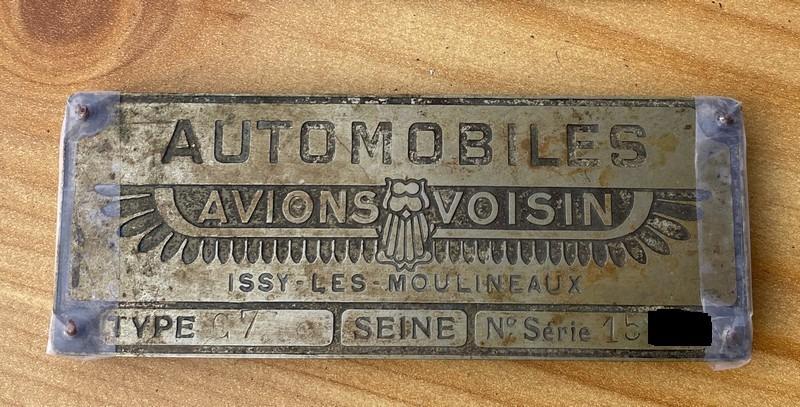 AUTOMOBILES
AVIONS VOISIN
ISSY-LES-MOULINEAUX
TYPE C7 SEINE No Série 15